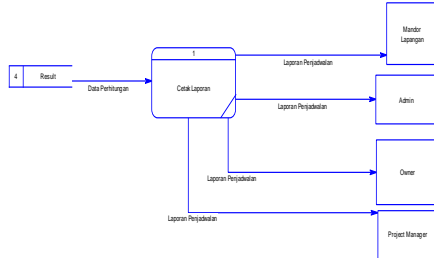 Mandor
Lapangan
1
Laporan Penjadwalan
4 Result
Cetak Laporan
Data Perhitungan
Laporan Penjadwalan
Admin
Laporan Penjadwalan
Owner
Laporan Penjadwalan
Project Manager